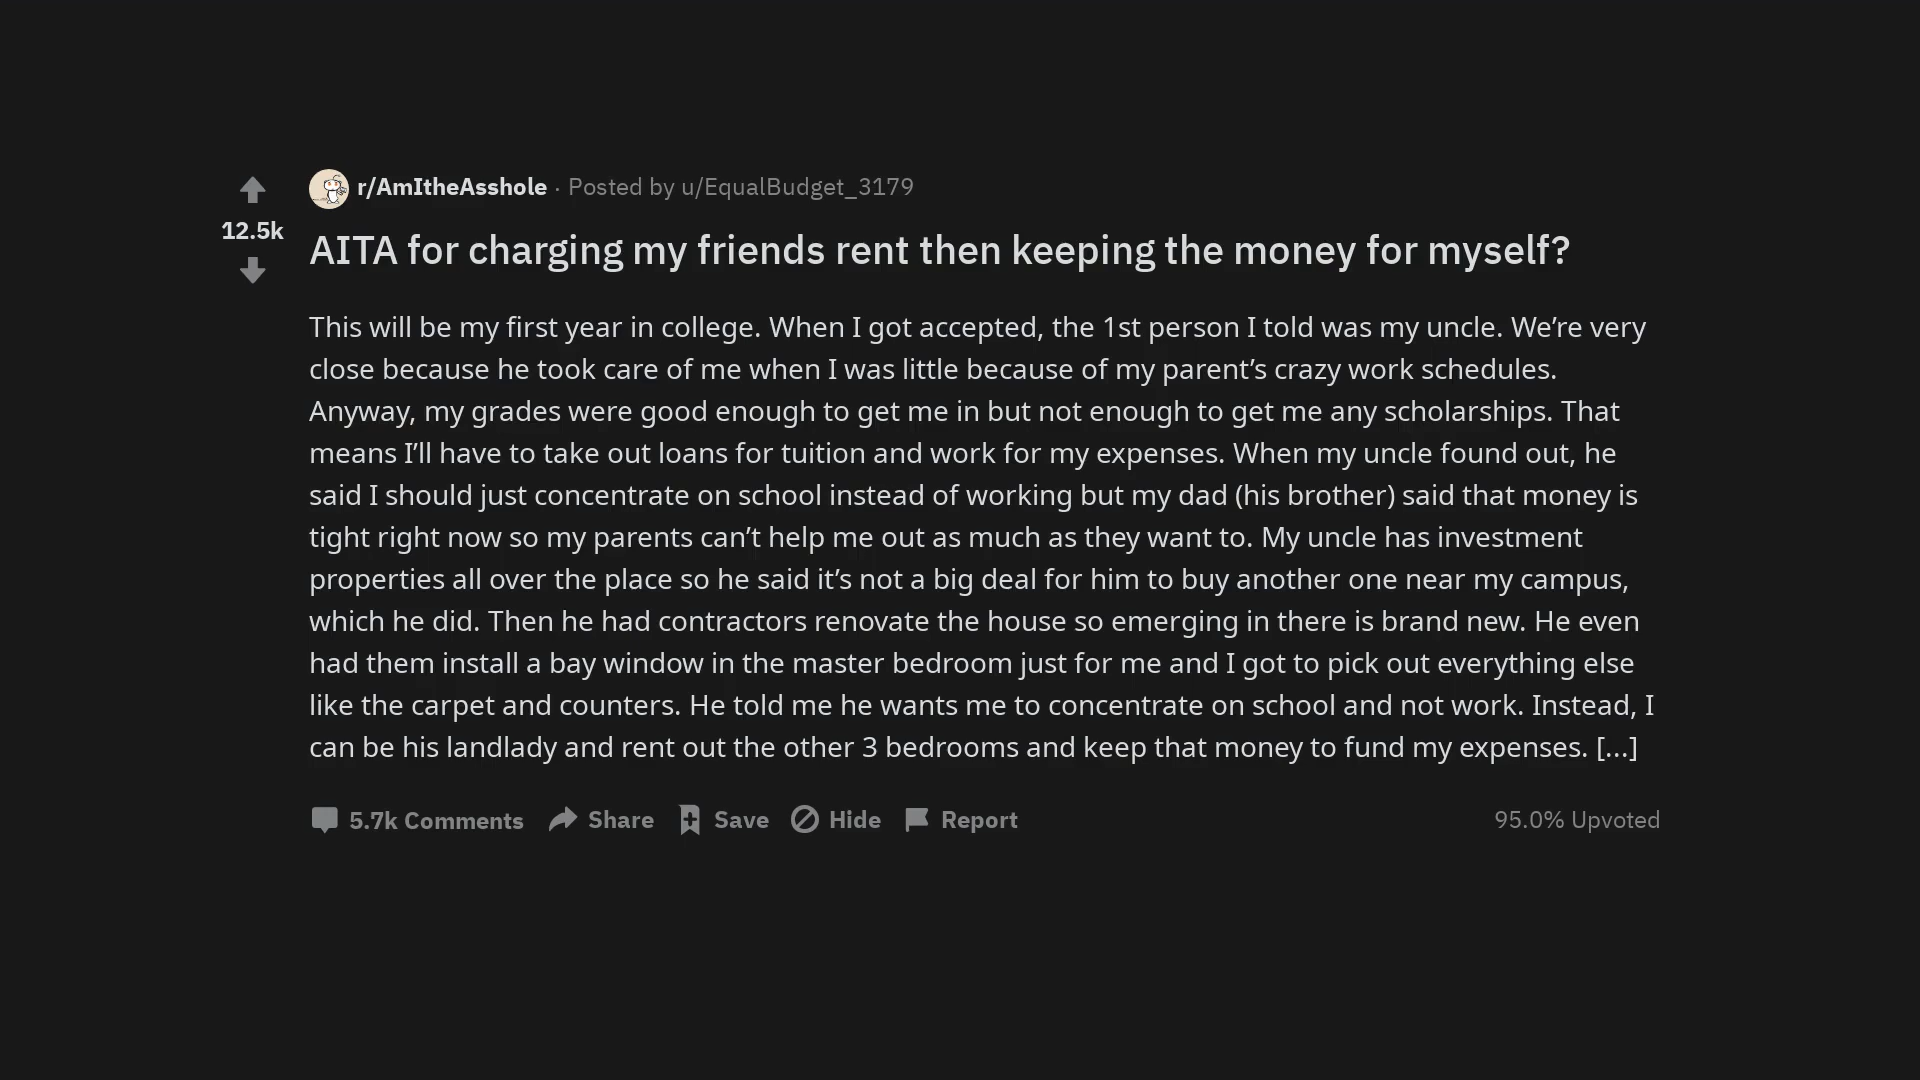 r/AmItheAsshole · Posted by u/EqualBudget_3179
12.5k
AITA for charging my friends rent then keeping the money for myself?
This will be my first year in college. When I got accepted, the 1st person I told was my uncle. We’re very
close because he took care of me when I was little because of my parent’s crazy work schedules.
Anyway, my grades were good enough to get me in but not enough to get me any scholarships. That
means I’ll have to take out loans for tuition and work for my expenses. When my uncle found out, he
said I should just concentrate on school instead of working but my dad (his brother) said that money is
tight right now so my parents can’t help me out as much as they want to. My uncle has investment
properties all over the place so he said it’s not a big deal for him to buy another one near my campus,
which he did. Then he had contractors renovate the house so emerging in there is brand new. He even
had them install a bay window in the master bedroom just for me and I got to pick out everything else
like the carpet and counters. He told me he wants me to concentrate on school and not work. Instead, I
can be his landlady and rent out the other 3 bedrooms and keep that money to fund my expenses. [...]
5.7k Comments Share Save Hide Report 95.0% Upvoted